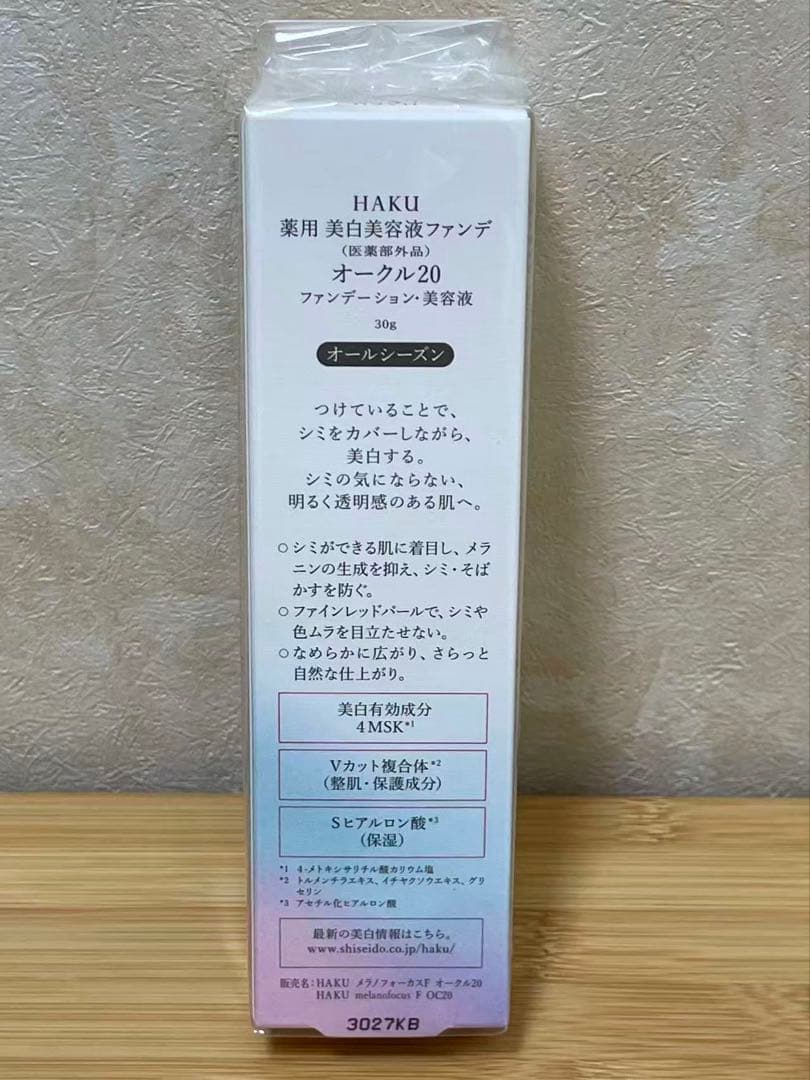 HAKU
薬用 美白美容液ファンデ
（医薬部外品）
オークル20
ファンデーション・美容液
30g
オールシーズン
つけていることで、
シミをカバーしながら、
美白する。
シミの気にならない、
明るく透明感のある肌へ。
○シミができる肌に着目し、メラ
ニンの生成を抑え、シミ・そば
かすを防ぐ。
○ファインレッドパールで、シミや
色ムラを目立たせない。
○なめらかに広がり、さらっと
自然な仕上がり。
美白有効成分
4MSK*1
Vカット複合体*2
（整肌・保護成分）
Sヒアルロン酸*3
（保湿）
*1 4-メトキシサリチル酸カリウム塩
*2 トルメンチラエキス、イチヤクソウエキス、グリ
セリン
*3 アセチル化ヒアルロン酸
最新の美白情報はこちら。
www.shiseido.co.jp/haku/
販売名：HAKU メラノフォーカスF オークル20
HAKU melanofocus F OC20
3027KB